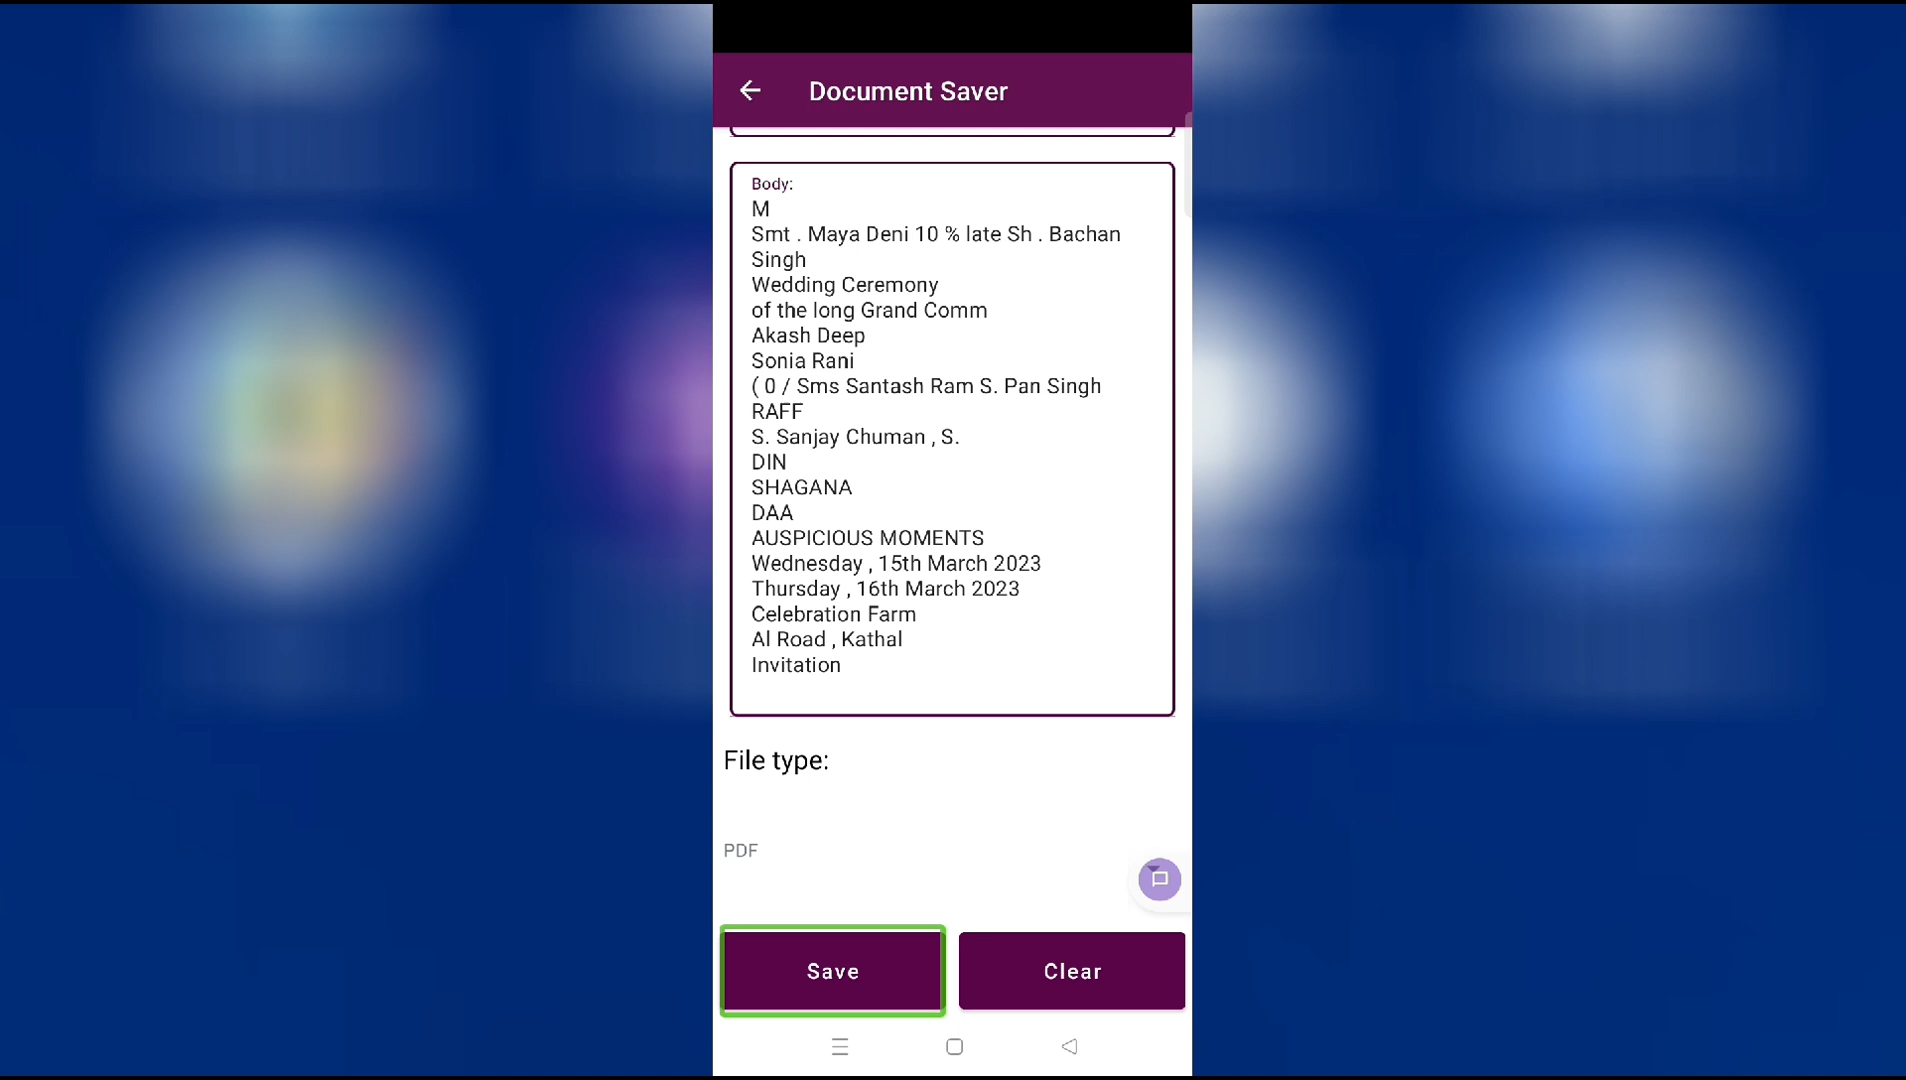 Document Saver
Body:
M
Smt . Maya Deni 10 % late Sh . Bachan
Singh
Wedding Ceremony
of the long Grand Comm
Akash Deep
Sonia Rani
( 0 / Sms Santash Ram S. Pan Singh
RAFF
S. Sanjay Chuman , S.
DIN
SHAGANA
DAA
AUSPICIOUS MOMENTS
Wednesday , 15th March 2023
Thursday , 16th March 2023
Celebration Farm
Al Road , Kathal
Invitation
File type:
PDF
Save
Clear